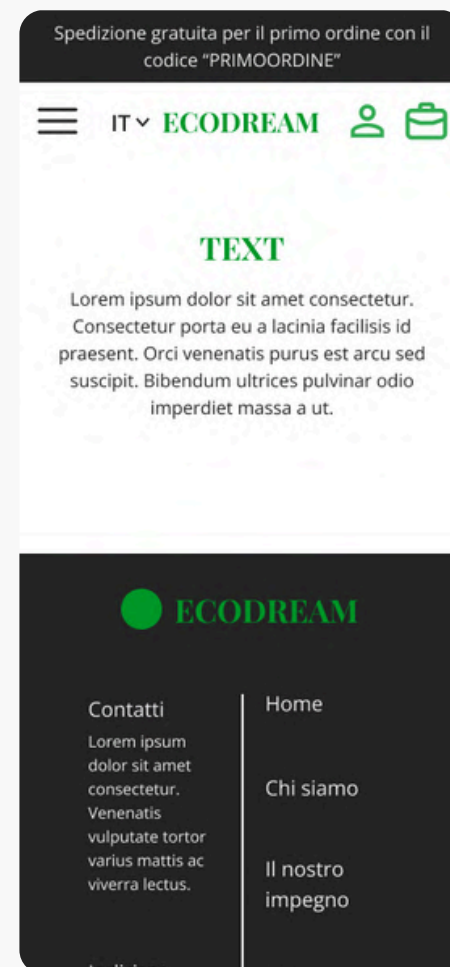 Spedizione gratuita per il primo ordine con il
codice “PRIMOORDINE”
IT ECODREAM
TEXT
Lorem ipsum dolor sit amet consectetur.
Consectetur porta eu a lacinia facilisis id
praesent. Orci venenatis purus est arcu sed
suscipit. Bibendum ultrices pulvinar odio
imperdiet massa a ut.
ECODREAM
Contatti
Lorem ipsum
dolor sit amet
consectetur.
Venenatis
vulputate tortor
varius mattis ac
viverra lectus.
Home
Chi siamo
Il nostro
impegno